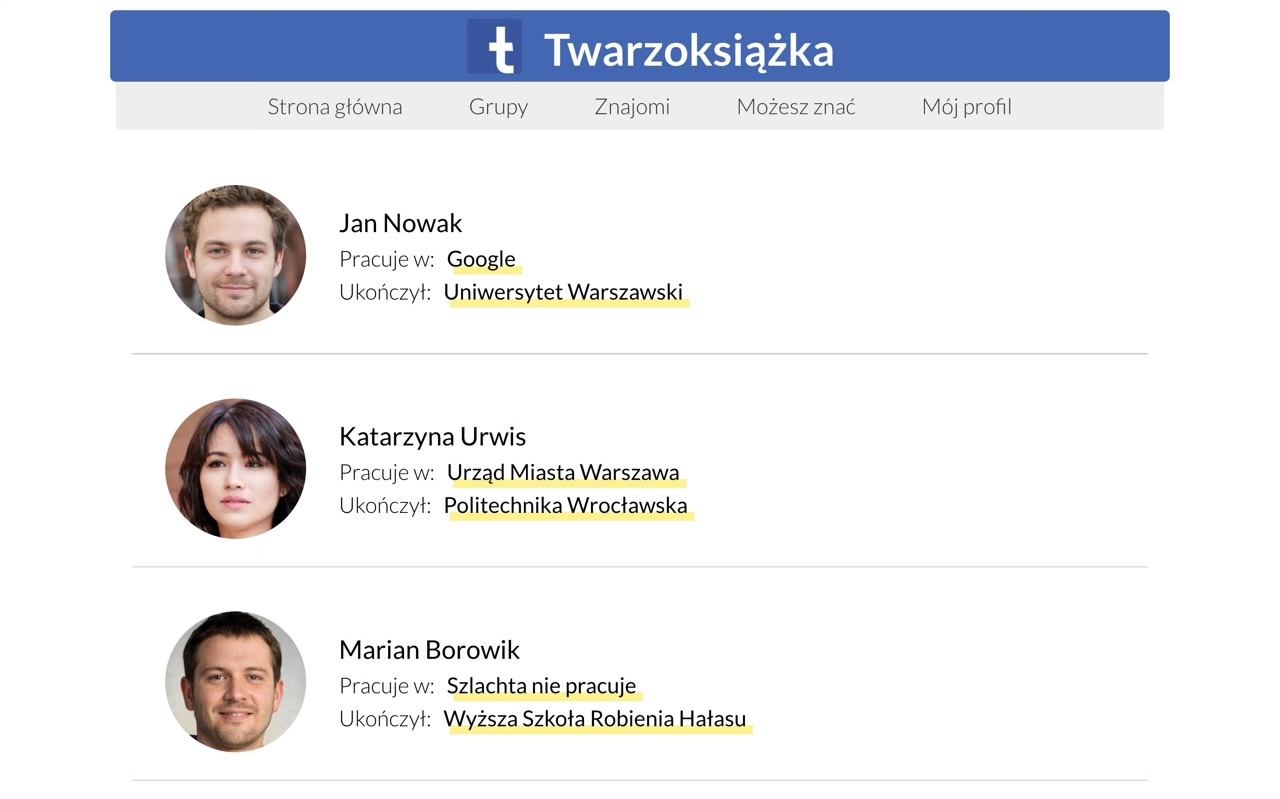 t Twarzoksiążka
Strona główna Grupy Znajomi Możesz znać Mój profil
Jan Nowak
Pracuje w: Google
Ukończył: Uniwersytet Warszawski
Katarzyna Urwis
Pracuje w: Urząd Miasta Warszawa
Ukończył: Politechnika Wrocławska
Marian Borowik
Pracuje w: Szlachta nie pracuje
Ukończył: Wyższa Szkoła Robienia Hałasu